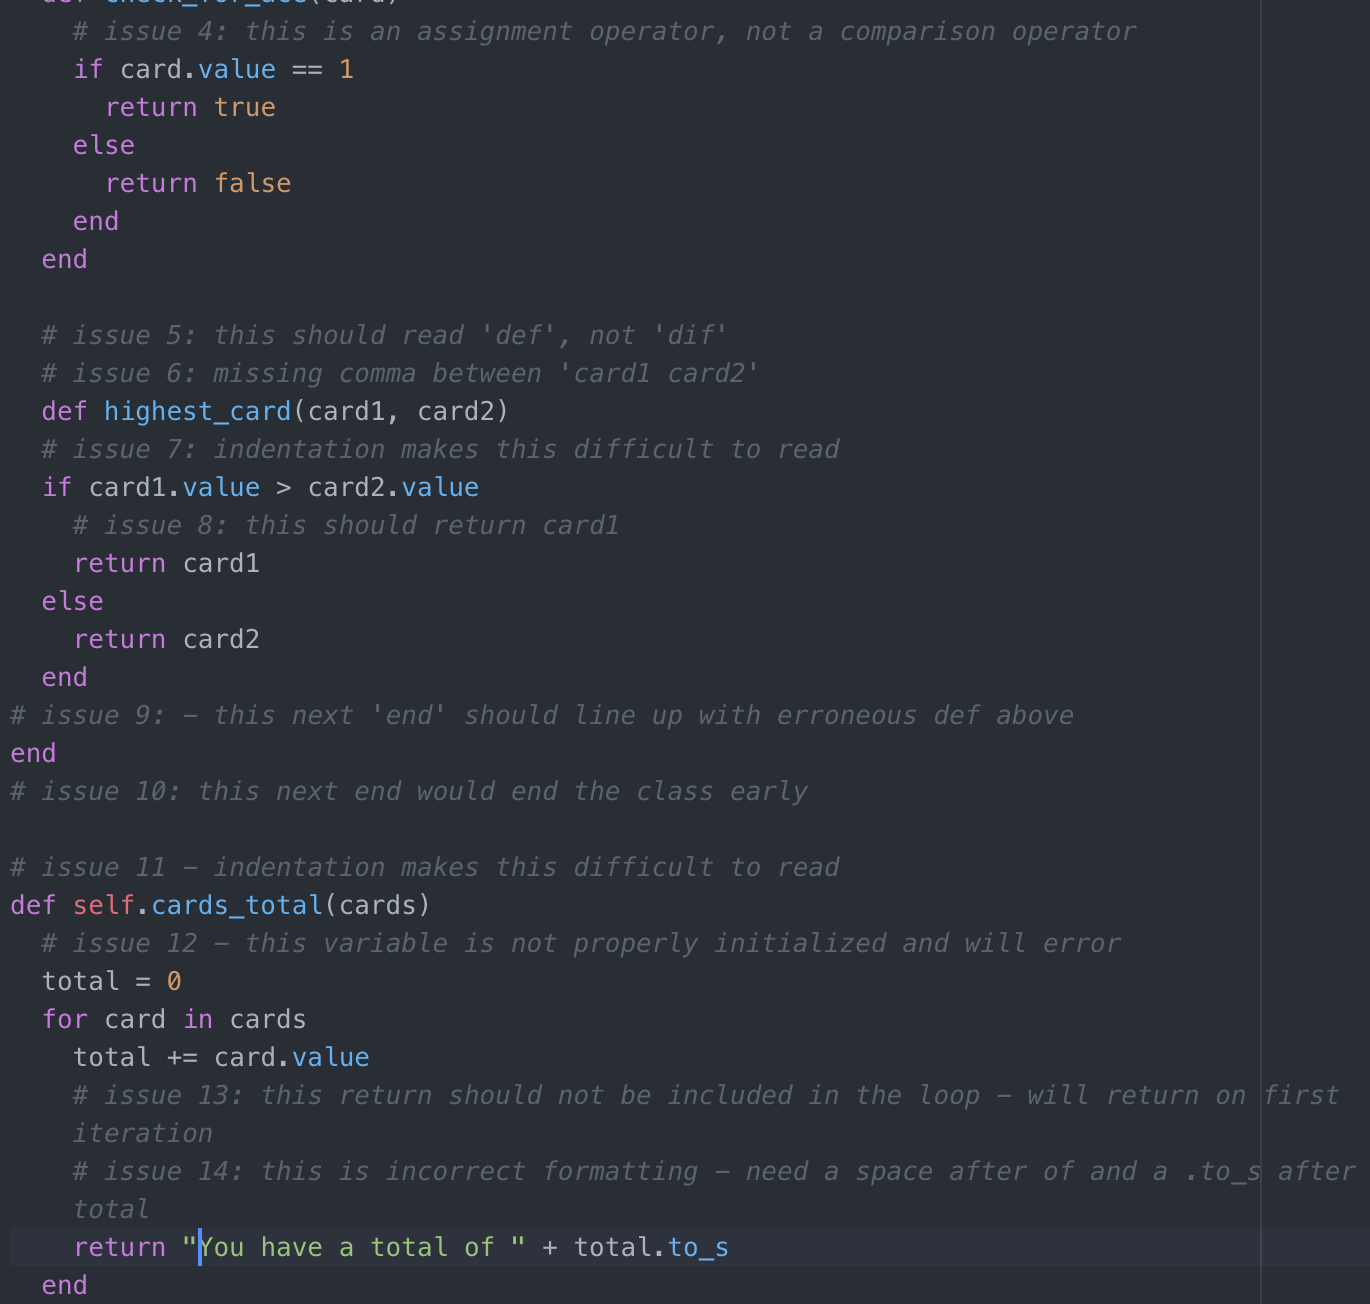 def check_for_ace(card)
# issue 4: this is an assignment operator, not a comparison operator
if card.value == 1
return true
else
return false
end
end
# issue 5: this should read 'def', not 'dif'
# issue 6: missing comma between 'card1 card2'
def highest_card(card1, card2)
# issue 7: indentation makes this difficult to read
if card1.value > card2.value
# issue 8: this should return card1
return card1
else
return card2
end
# issue 9: – this next 'end' should line up with erroneous def above
end
# issue 10: this next end would end the class early
# issue 11 – indentation makes this difficult to read
def self.cards_total(cards)
# issue 12 – this variable is not properly initialized and will error
total = 0
for card in cards
total += card.value
# issue 13: this return should not be included in the loop – will return on first
iteration
# issue 14: this is incorrect formatting – need a space after of and a .to_s after
total
return "You have a total of " + total.to_s
end